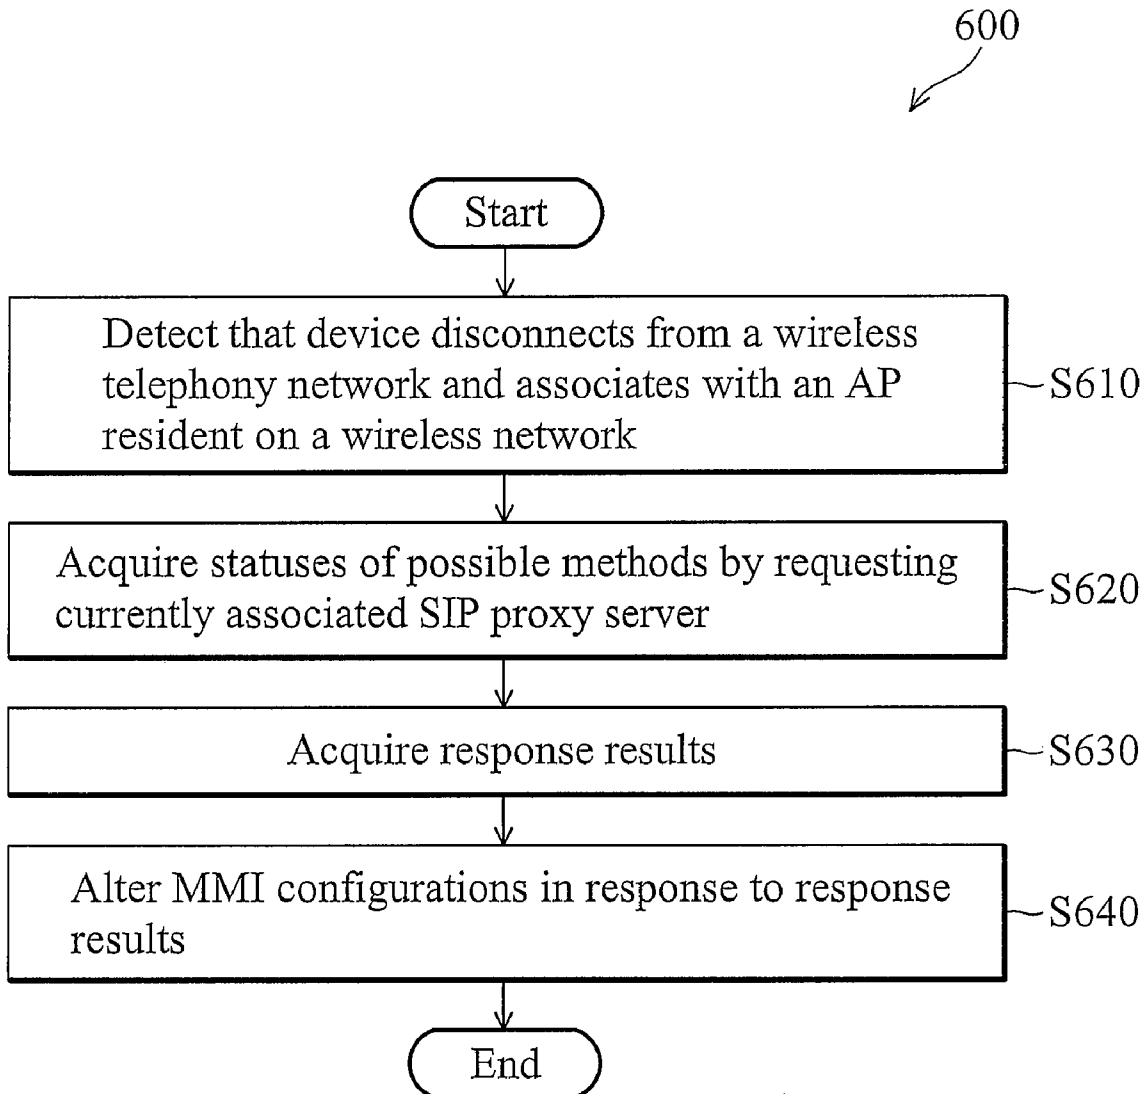 600
Start
Detect that device disconnects from a wireless
telephony network and associates with an AP
resident on a wireless network
S610
Acquire statuses of possible methods by requesting
currently associated SIP proxy server
S620
Acquire response results
S630
Alter MMI configurations in response to response
results
S640
End